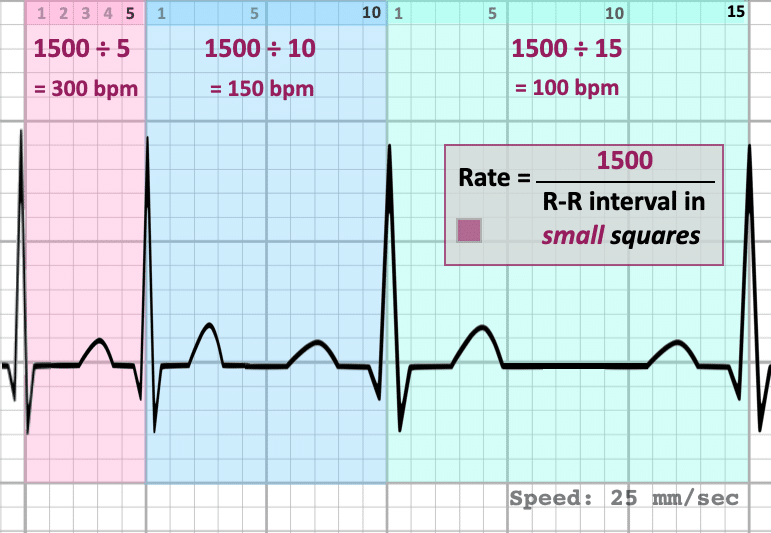 1 2 3 4 5 1 5 10 1 5 10 15
1500 ÷ 5
= 300 bpm
1500 ÷ 10
= 150 bpm
1500 ÷ 15
= 100 bpm
Rate = 1500
R-R interval in
small squares
Speed: 25 mm/sec